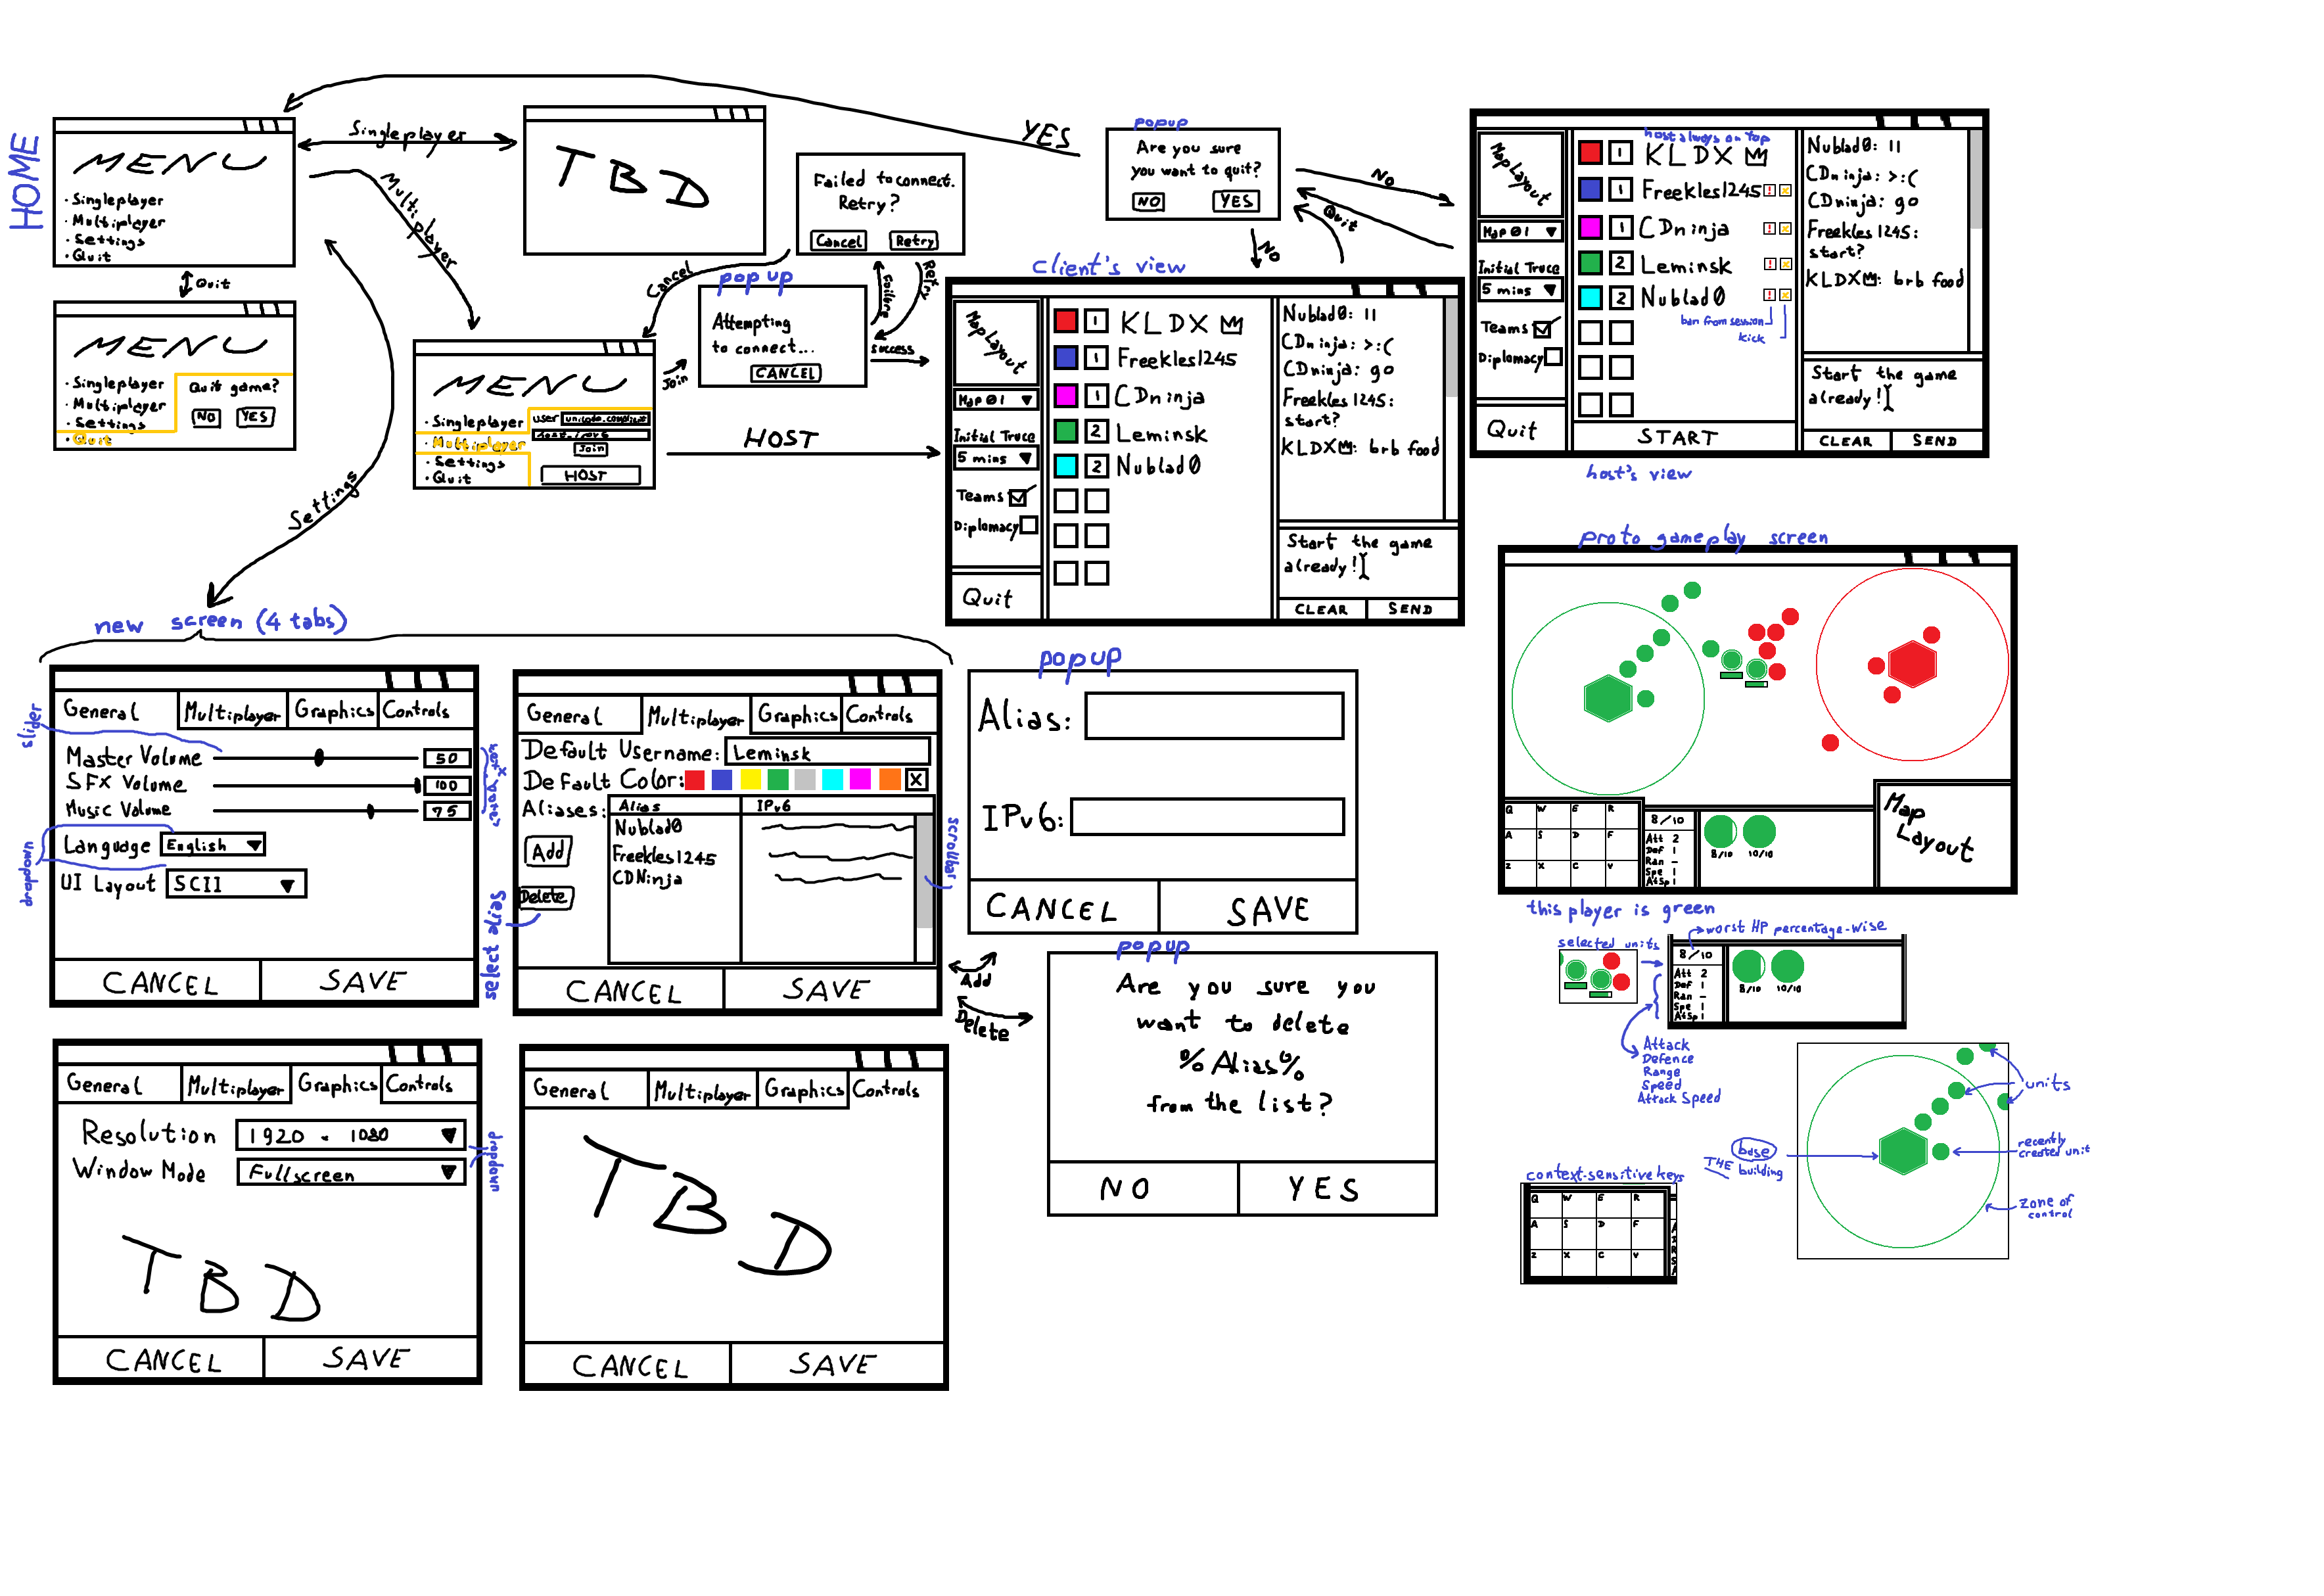 HOME
MENU
·Singleplayer
·Multiplayer
·Settings
·Quit
Singleplayer
TBD
Multiplayer
Quit
MENU
·Singleplayer
·Multiplayer
·Settings
·Quit
Quit game?
NO YES
Settings
MENU
·Singleplayer
·Multiplayer
·Settings
·Quit
user
Join
HOST
Join
popup
Attempting
to connect...
CANCEL
Failed to connect.
Retry?
Cancel Retry
Cancel
Retry
Success
HOST
YES
popup
Are you sure
you want to quit?
NO YES
No
Quit
No
client's view
Map Layout
Map 01
Initial Truce
5 mins
Teams
Diplomacy
Quit
1 KLDX
1 Freekles1245
1 CDninja
2 Leminsk
2 Nublad0
Nublad0: 11
CDninja: >:(
CDninja: go
Freekles1245:
start?
KLDX: brb food
Start the game
already!
CLEAR SEND
Map Layout
Map 01
Initial Truce
5 mins
Teams
Diplomacy
Quit
host always on top
1 KLDX
1 Freekles1245
1 CDninja
2 Leminsk
2 Nublad0
ban from session
kick
START
Nublad0: 11
CDninja: >:(
CDninja: go
Freekles1245:
start?
KLDX: brb food
Start the game
already!
CLEAR SEND
host's view
new screen (4 tabs)
General Multiplayer Graphics Controls
slider
Master Volume 50
SFX Volume 100
Music Volume 75
dropdown
Language English
UI Layout SCII
CANCEL SAVE
General Multiplayer Graphics Controls
Default Username: Leminsk
Default Color: X
Aliases: Alias IPv6
Nublad0
Freekles1245
CDNinja
Add
Delete
select alias
scrollbar
CANCEL SAVE
popup
Alias:
IPv6:
CANCEL SAVE
Add
Delete
popup
Are you sure you
want to delete
%Alias%
from the list?
NO YES
General Multiplayer Graphics Controls
Resolution 1920 × 1080
Window Mode Fullscreen
dropdown
TBD
CANCEL SAVE
General Multiplayer Graphics Controls
TBD
CANCEL SAVE
proto gameplay screen
Q W E R
A S D F
Z X C V
8/10
Att 2
Def 1
Ran -
Spe 1
AtSp 1
8/10 10/10
Map Layout
this player is green
selected units
worst HP percentage-wise
8/10
Att 2
Def 1
Ran -
Spe 1
AtSp 1
8/10 10/10
Attack
Defence
Range
Speed
Attack Speed
units
base
THE building
recently
created unit
zone of
control
context-sensitive keys
Q W E R
A S D F
Z X C V